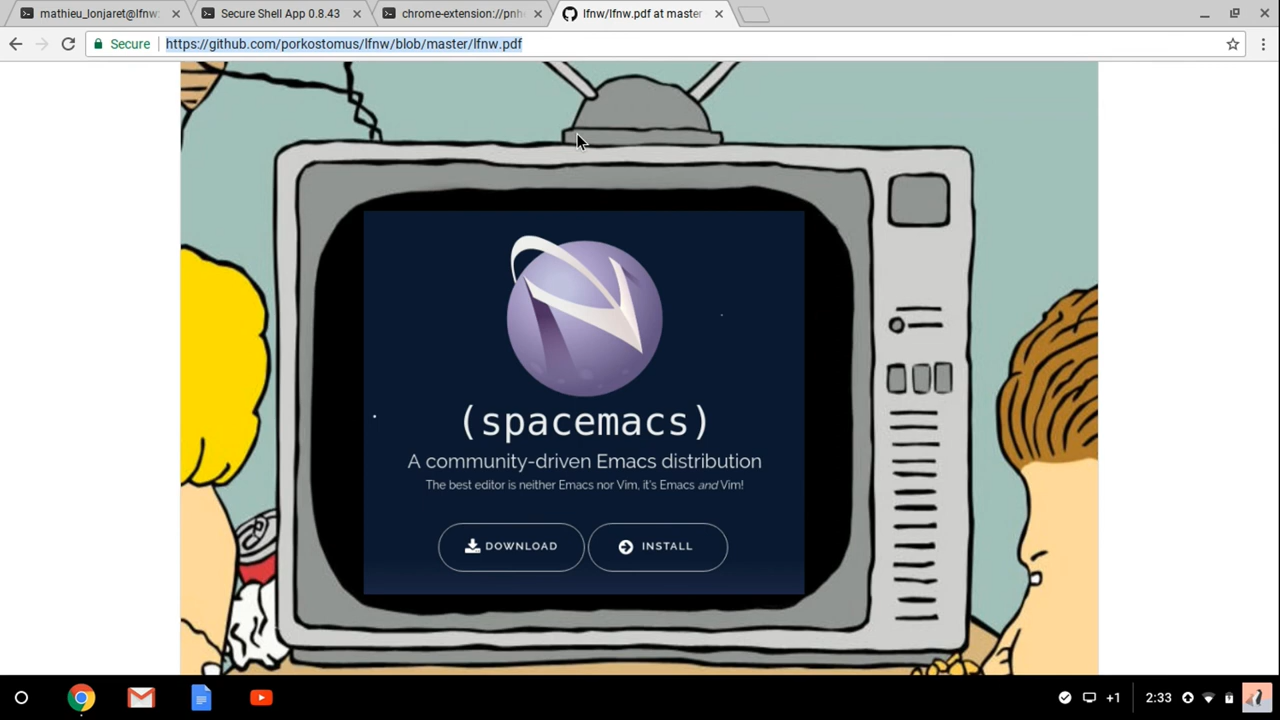 mathieu_lonjaret@lfnw:
Secure Shell App 0.8.43
chrome-extension://pnh
lfnw/lfnw.pdf at master
Secure
https://github.com/porkostomus/lfnw/blob/master/lfnw.pdf
(spacemacs)
A community-driven Emacs distribution
The best editor is neither Emacs nor Vim, it's Emacs and Vim!
DOWNLOAD
INSTALL
+1
2:33